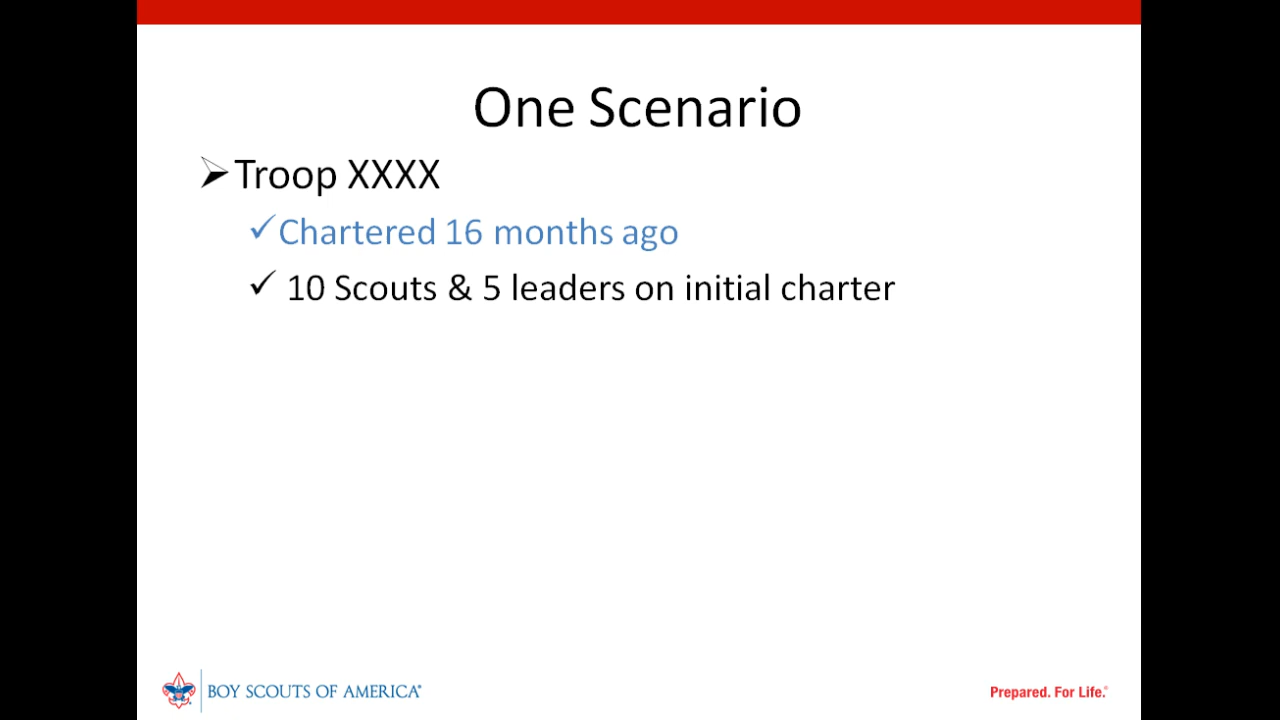 One Scenario
Troop XXXX
Chartered 16 months ago
10 Scouts & 5 leaders on initial charter
BOY SCOUTS OF AMERICA®
Prepared. For Life.®